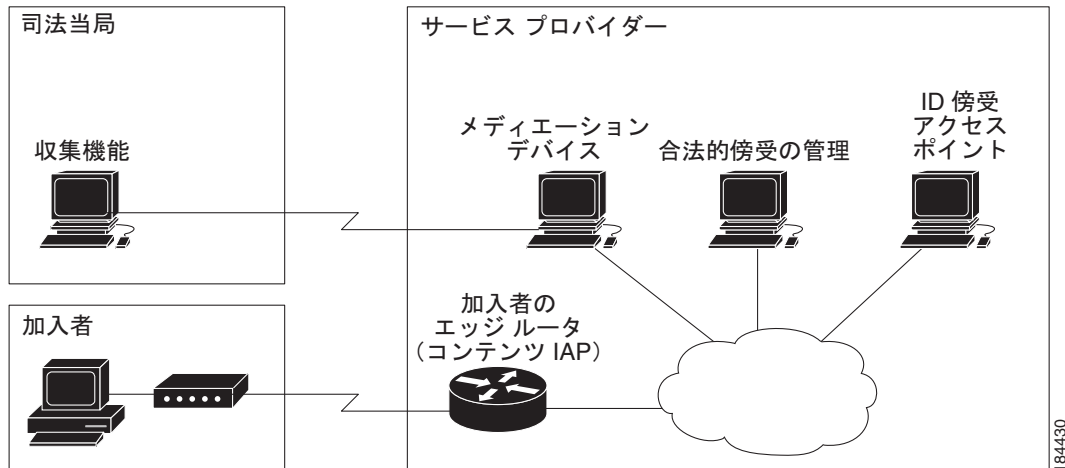 司法当局
収集機能
サービス プロバイダー
メディエーション
デバイス
合法的傍受の管理
ID 傍受
アクセス
ポイント
加入者
加入者の
エッジ ルータ
（コンテンツ IAP）
184430